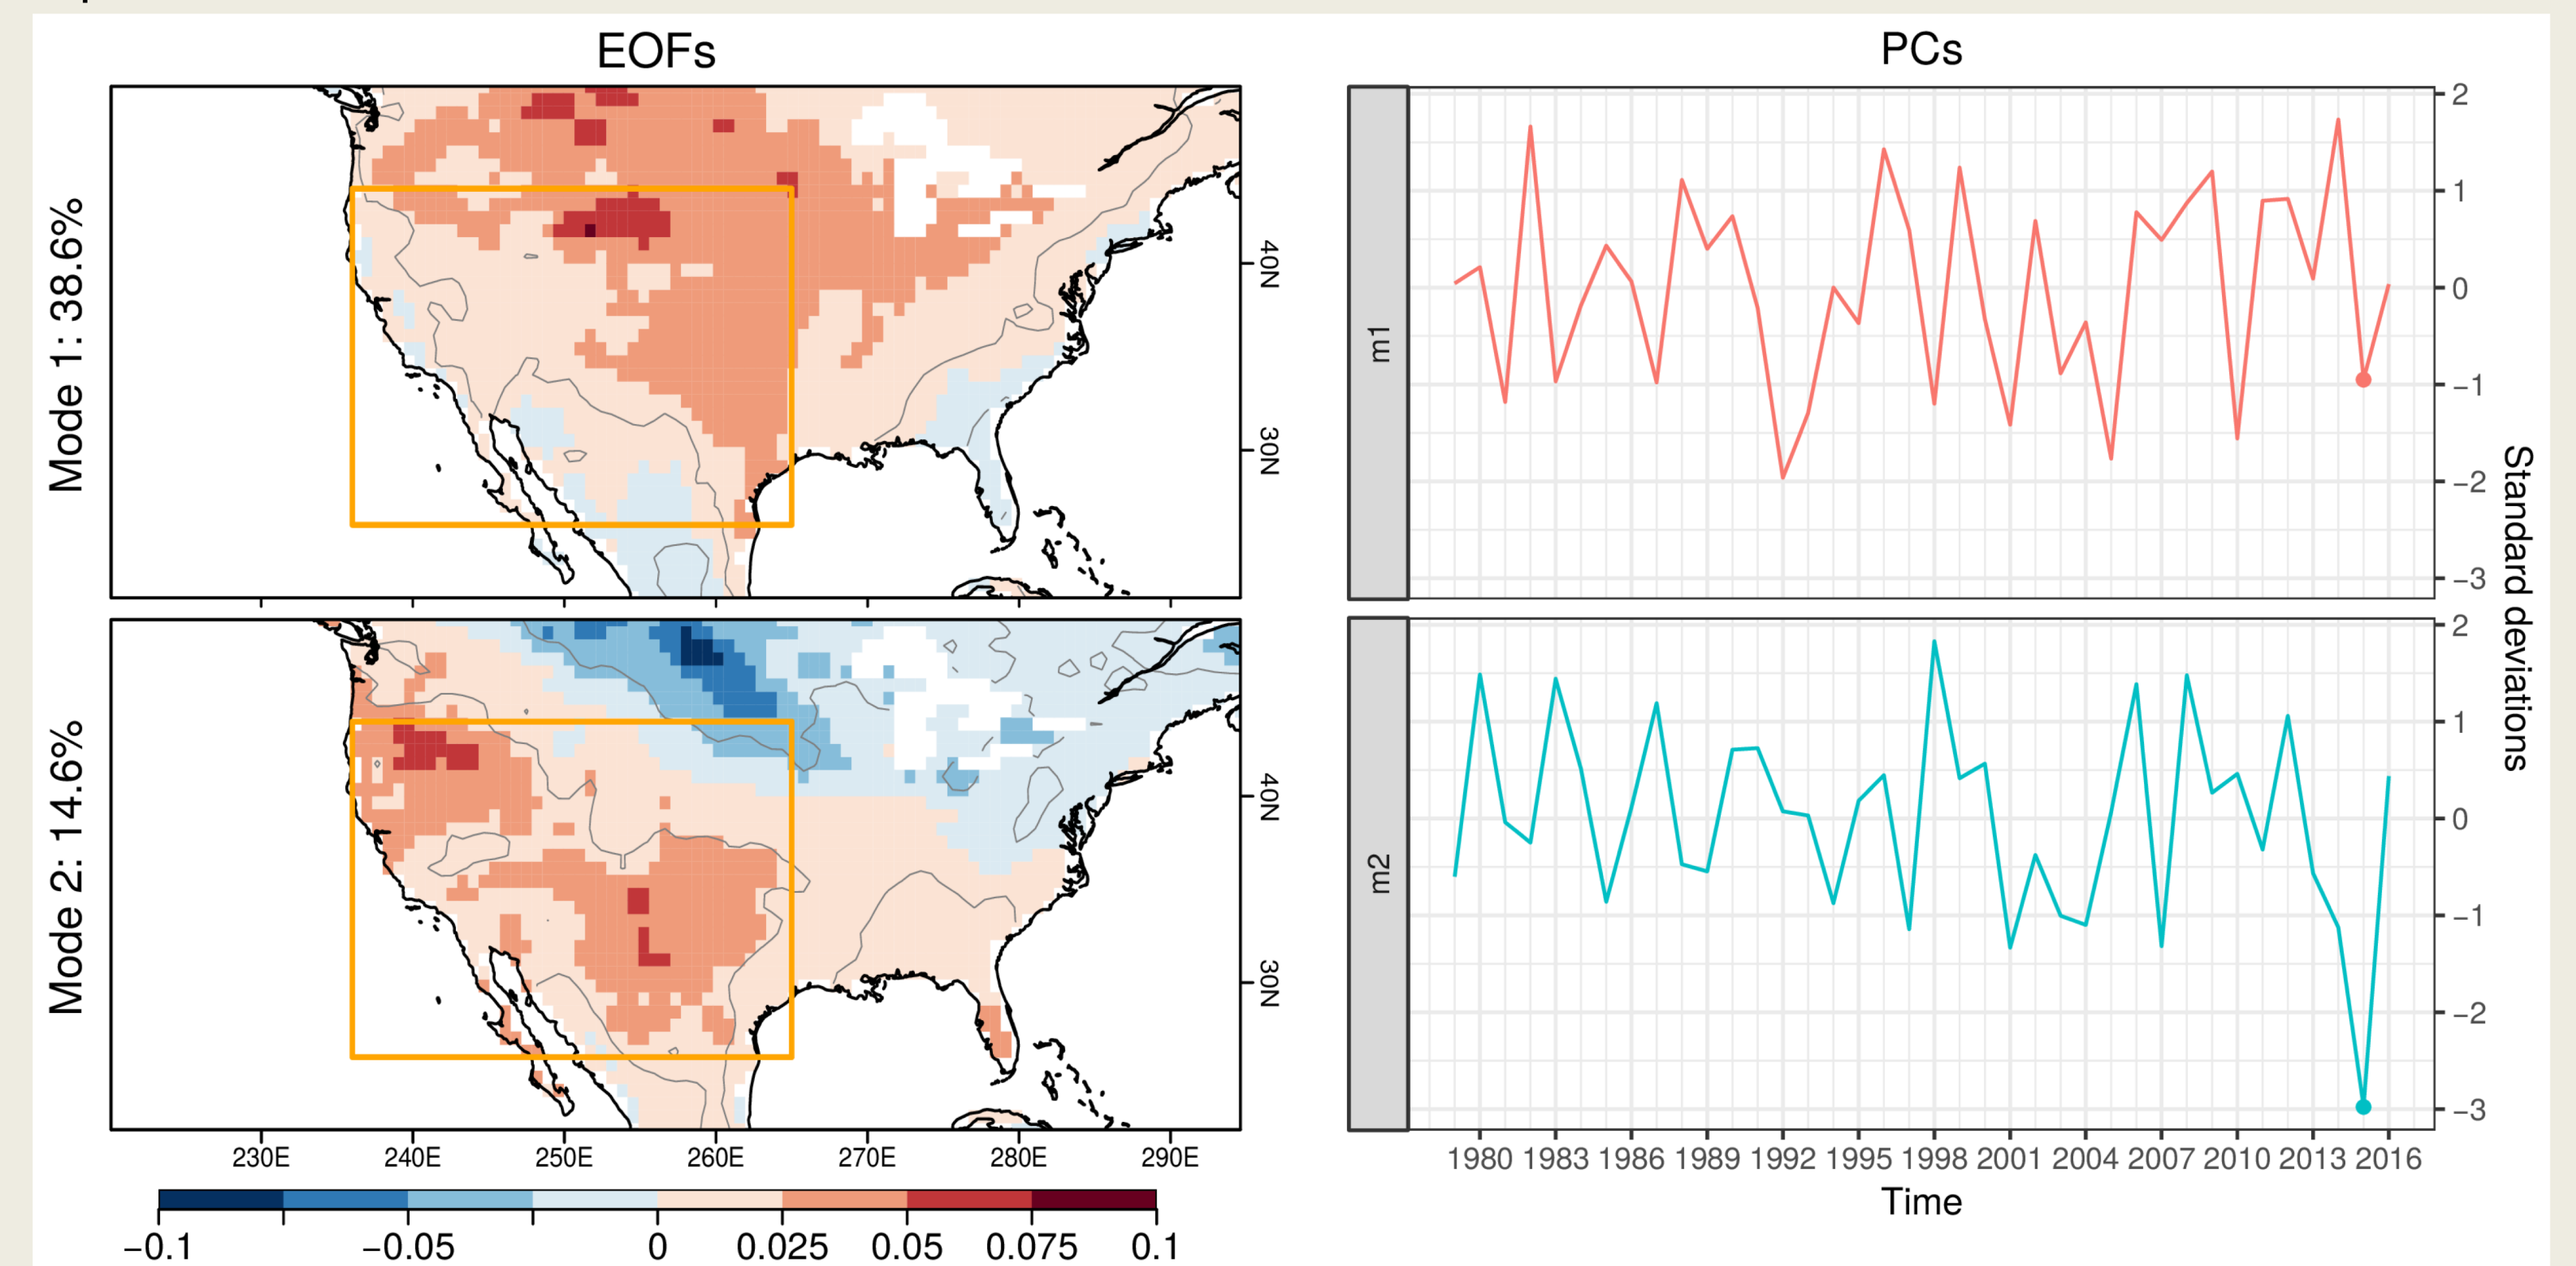 EOFs
PCs
Mode 1: 38.6%
40N
30N
m1
2
1
0
−1
−2
−3
Standard deviations
Mode 2: 14.6%
40N
30N
m2
2
1
0
−1
−2
−3
230E 240E 250E 260E 270E 280E 290E
1980 1983 1986 1989 1992 1995 1998 2001 2004 2007 2010 2013 2016
Time
−0.1 −0.05 0 0.025 0.05 0.075 0.1